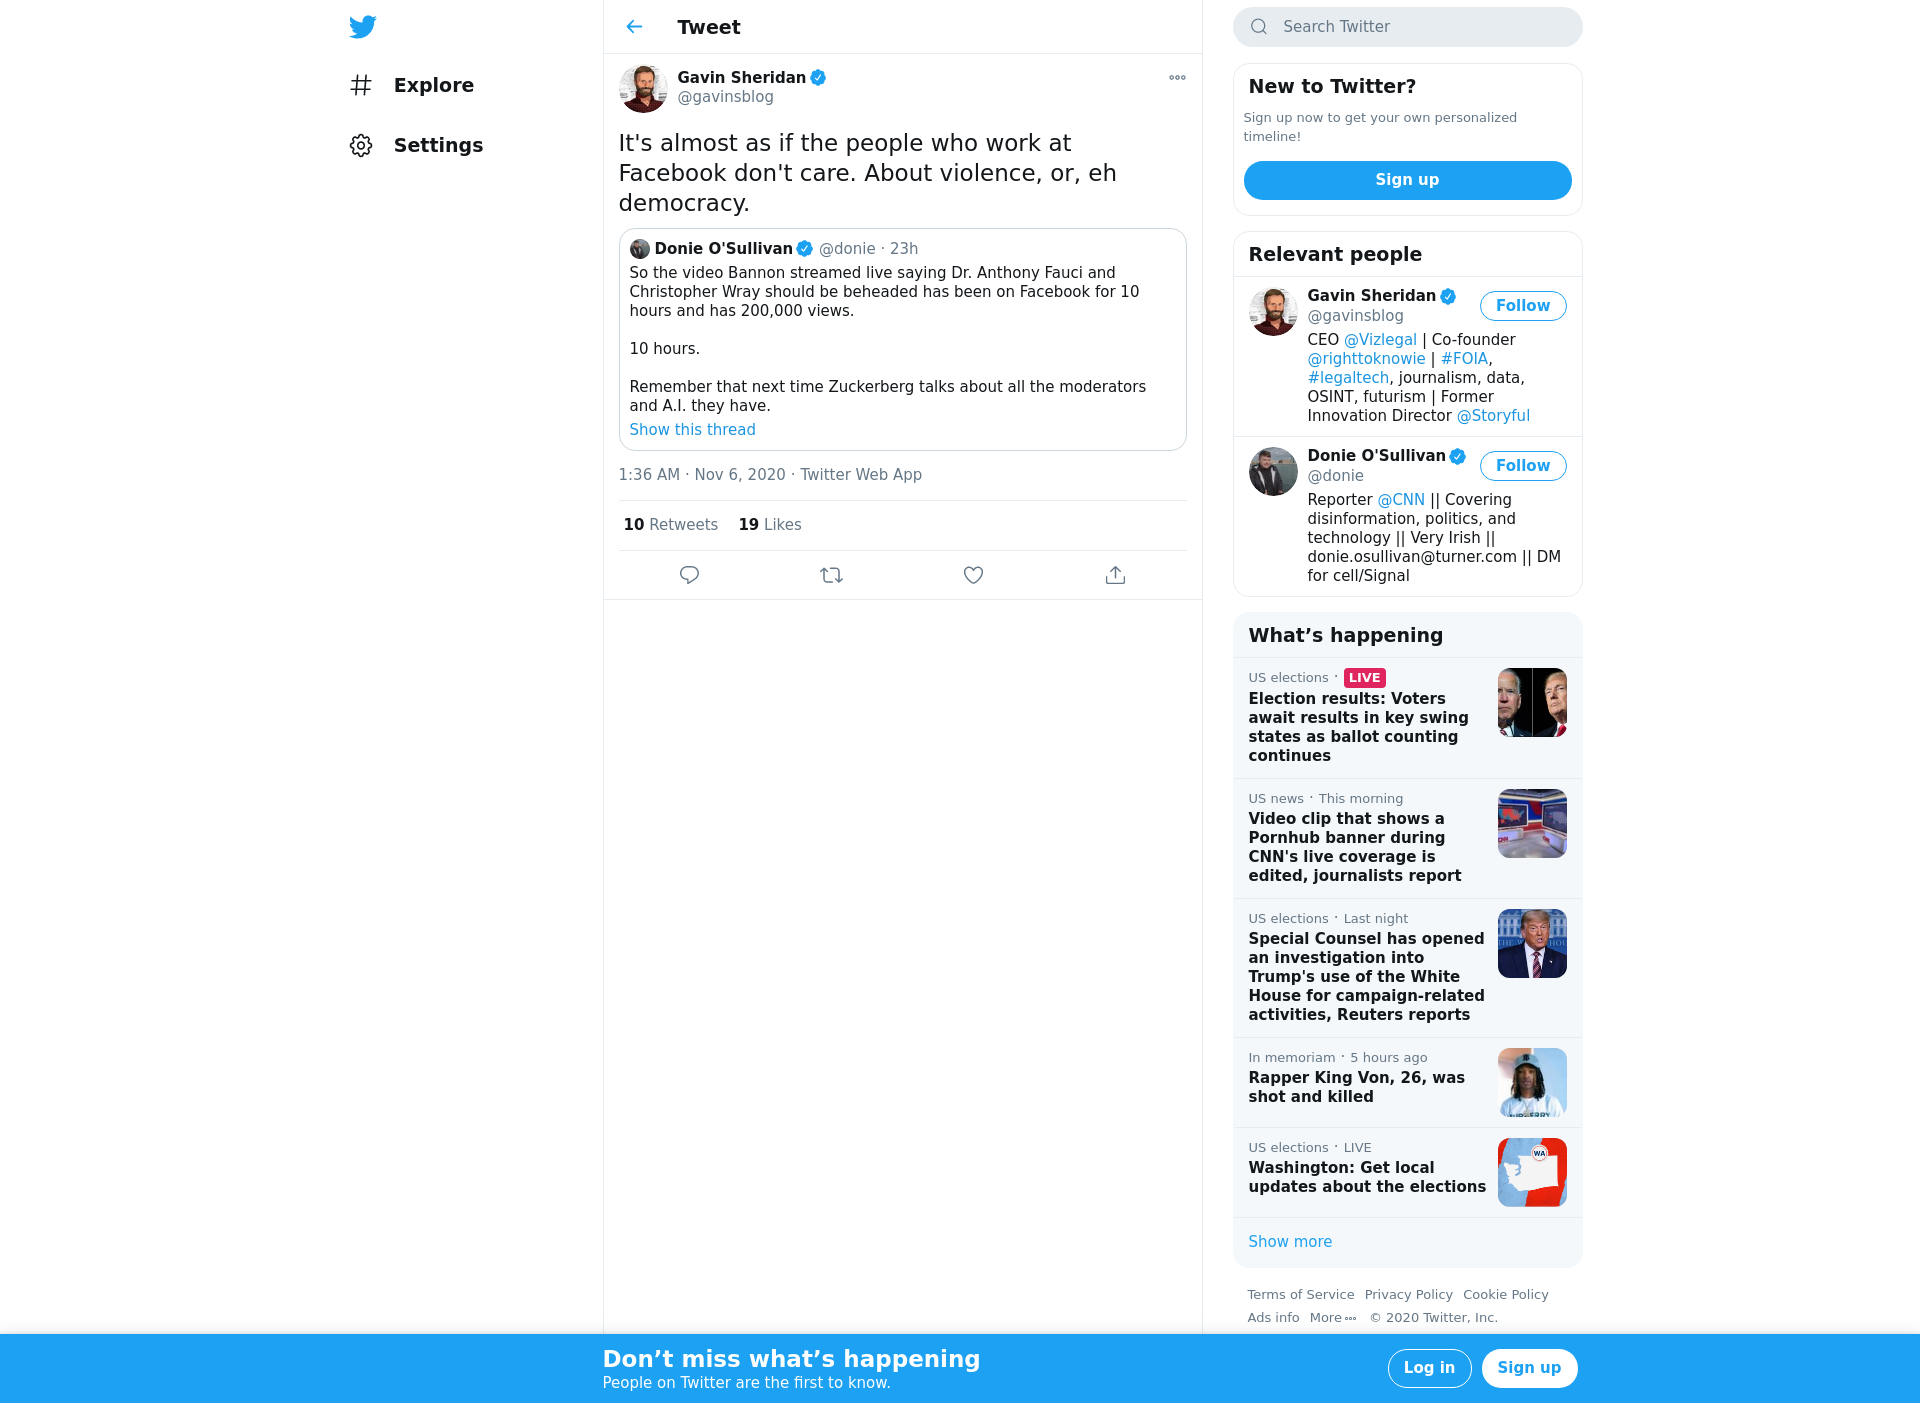 Explore
Settings
Tweet
Gavin Sheridan
@gavinsblog
It's almost as if the people who work at
Facebook don't care. About violence, or, eh
democracy.
Donie O'Sullivan @donie · 23h
So the video Bannon streamed live saying Dr. Anthony Fauci and
Christopher Wray should be beheaded has been on Facebook for 10
hours and has 200,000 views.
10 hours.
Remember that next time Zuckerberg talks about all the moderators
and A.I. they have.
Show this thread
1:36 AM · Nov 6, 2020 · Twitter Web App
10 Retweets 19 Likes
Search Twitter
New to Twitter?
Sign up now to get your own personalized
timeline!
Sign up
Relevant people
Gavin Sheridan
@gavinsblog
Follow
CEO @Vizlegal | Co-founder
@righttoknowie | #FOIA,
#legaltech, journalism, data,
OSINT, futurism | Former
Innovation Director @Storyful
Donie O'Sullivan
@donie
Follow
Reporter @CNN || Covering
disinformation, politics, and
technology || Very Irish ||
donie.osullivan@turner.com || DM
for cell/Signal
What's happening
US elections · LIVE
Election results: Voters
await results in key swing
states as ballot counting
continues
US news · This morning
Video clip that shows a
Pornhub banner during
CNN's live coverage is
edited, journalists report
US elections · Last night
Special Counsel has opened
an investigation into
Trump's use of the White
House for campaign-related
activities, Reuters reports
In memoriam · 5 hours ago
Rapper King Von, 26, was
shot and killed
US elections · LIVE
Washington: Get local
updates about the elections
WA
Show more
Terms of Service Privacy Policy Cookie Policy
Ads info More © 2020 Twitter, Inc.
Don't miss what's happening
People on Twitter are the first to know.
Log in
Sign up